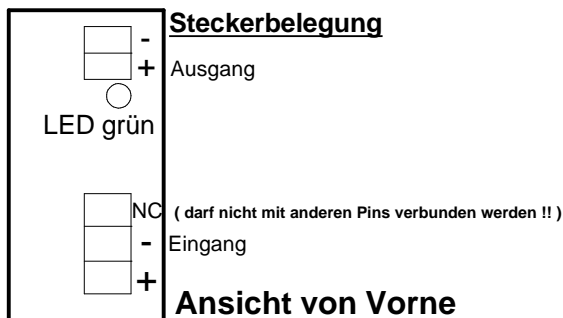 Steckerbelegung
-
+ Ausgang
LED grün
NC ( darf nicht mit anderen Pins verbunden werden !! )
- Eingang
+
Ansicht von Vorne